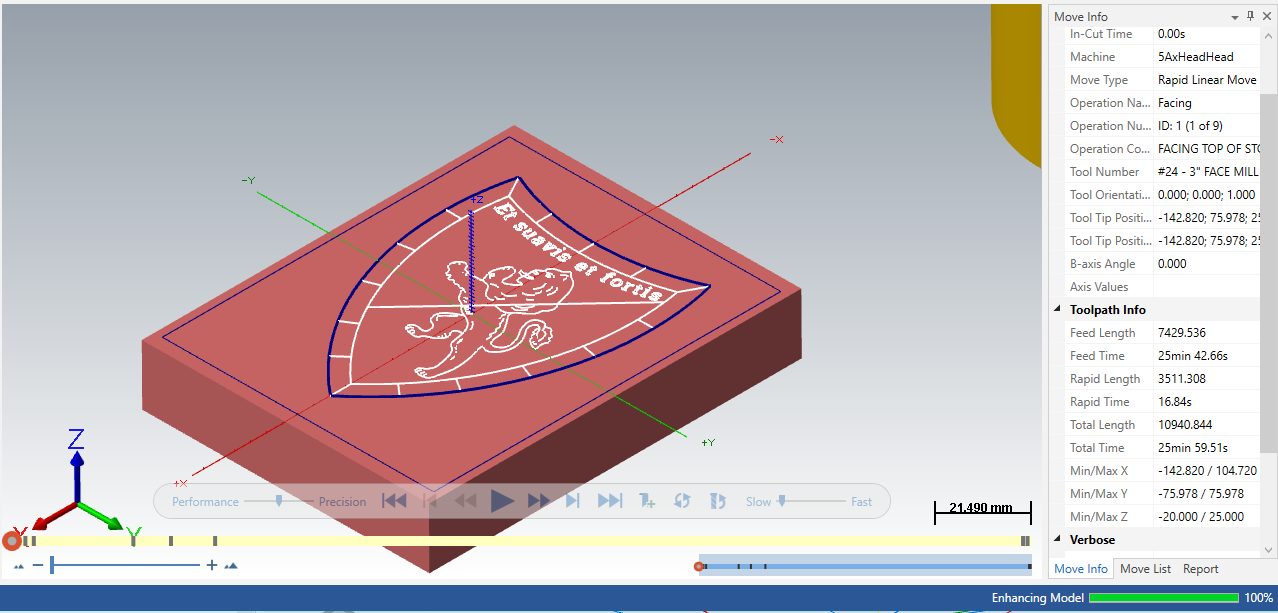 Move Info
In-Cut Time 0.00s
Machine 5AxHeadHead
Move Type Rapid Linear Move
Operation Na... Facing
Operation Nu... ID: 1 (1 of 9)
Operation Co... FACING TOP OF STO
Tool Number #24 - 3" FACE MILL
Tool Orientati... 0.000; 0.000; 1.000
Tool Tip Positi... -142.820; 75.978; 25
Tool Tip Positi... -142.820; 75.978; 25
B-axis Angle 0.000
Axis Values
Toolpath Info
Feed Length 7429.536
Feed Time 25min 42.66s
Rapid Length 3511.308
Rapid Time 16.84s
Total Length 10940.844
Total Time 25min 59.51s
Min/Max X -142.820 / 104.720
Min/Max Y -75.978 / 75.978
Min/Max Z -20.000 / 25.000
Verbose
Move Info Move List Report
-X
-Y
+Z
Et suavis et fortis
+Y
+X
Z
X Y
Performance Precision Slow Fast
21.490 mm
Enhancing Model 100%